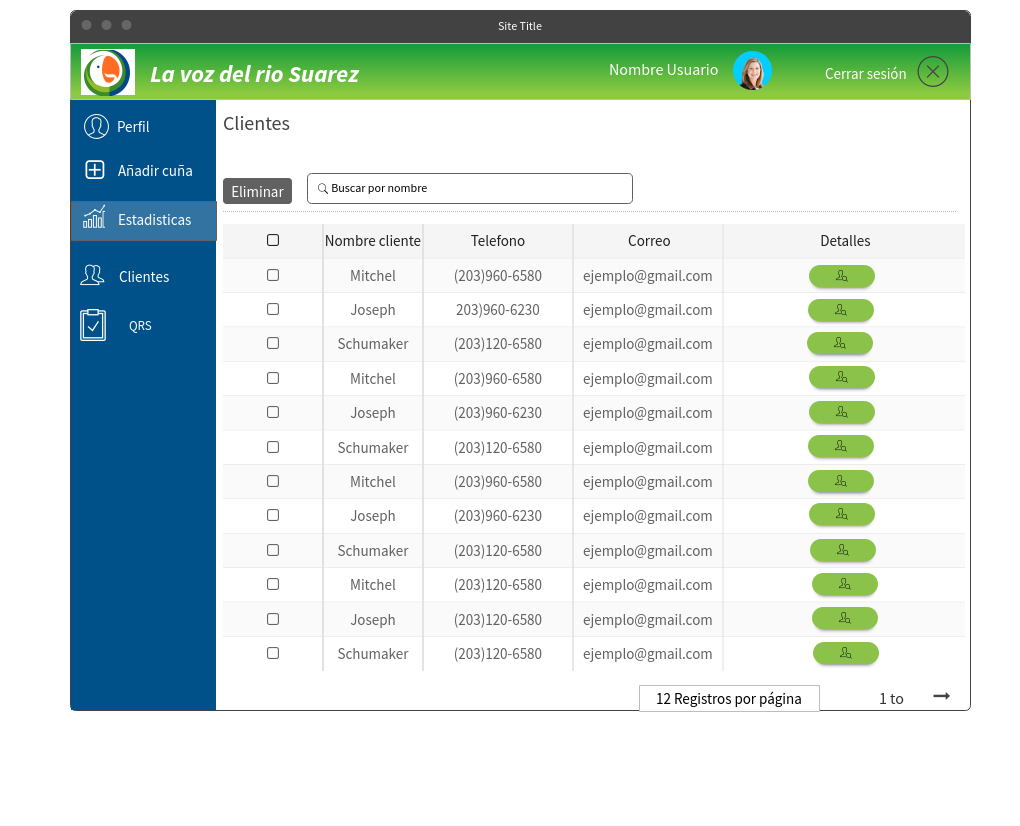 Site Title
La voz del rio Suarez
Nombre Usuario
Cerrar sesión
Perfil
Añadir cuña
Estadisticas
Clientes
QRS
Clientes
Eliminar
Buscar por nombre
Nombre cliente Telefono Correo Detalles
Mitchel (203)960-6580 ejemplo@gmail.com
Joseph 203)960-6230 ejemplo@gmail.com
Schumaker (203)120-6580 ejemplo@gmail.com
Mitchel (203)960-6580 ejemplo@gmail.com
Joseph (203)960-6230 ejemplo@gmail.com
Schumaker (203)120-6580 ejemplo@gmail.com
Mitchel (203)960-6580 ejemplo@gmail.com
Joseph (203)960-6230 ejemplo@gmail.com
Schumaker (203)120-6580 ejemplo@gmail.com
Mitchel (203)120-6580 ejemplo@gmail.com
Joseph (203)120-6580 ejemplo@gmail.com
Schumaker (203)120-6580 ejemplo@gmail.com
12 Registros por página
1 to